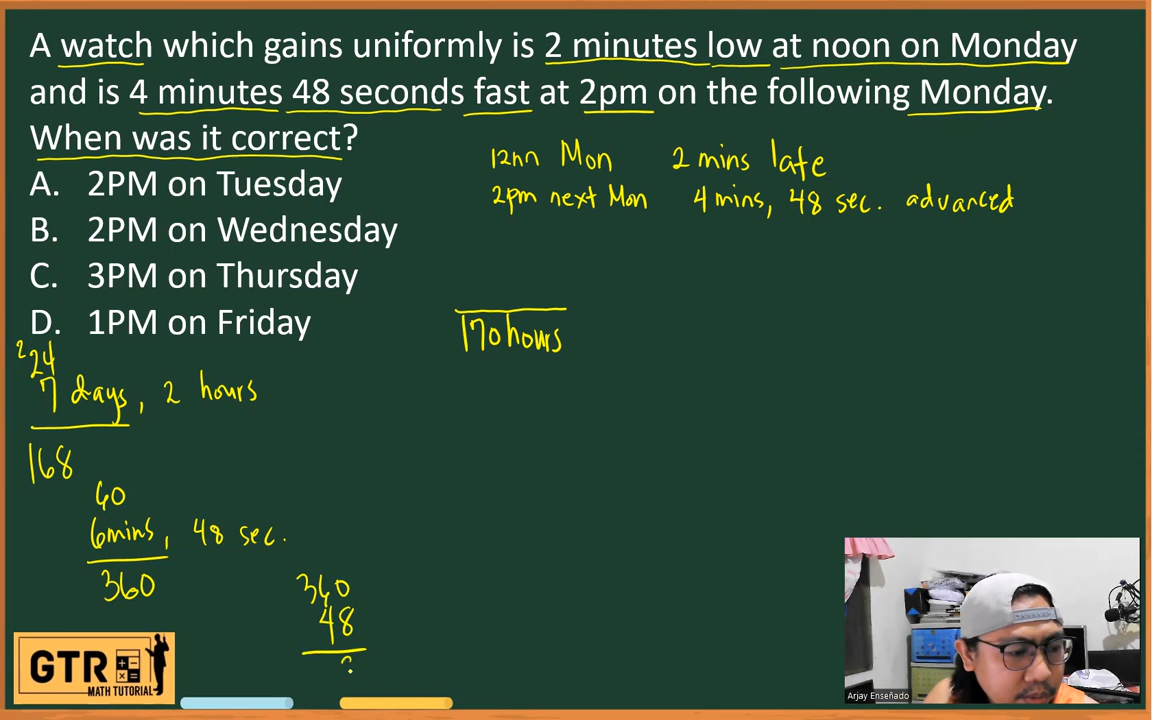 A watch which gains uniformly is 2 minutes low at noon on Monday
and is 4 minutes 48 seconds fast at 2pm on the following Monday.
When was it correct?
A. 2PM on Tuesday
B. 2PM on Wednesday
C. 3PM on Thursday
D. 1PM on Friday
12nn Mon 2 mins late
2pm next Mon 4 mins, 48 sec. advanced
170 hours
2
24
7 days, 2 hours
168
60
6mins, 48 sec.
360
360
48
GTR
MATH TUTORIAL
Arjay Enseñado